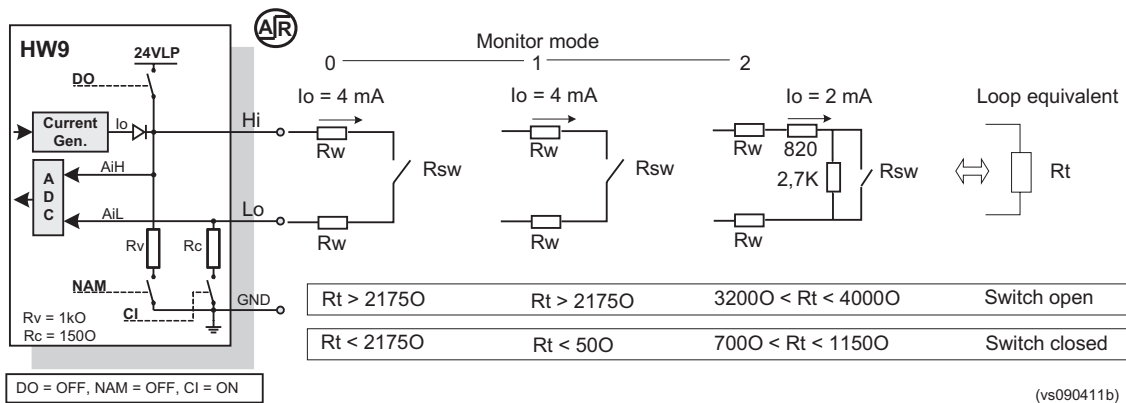 HW9
24VLP
DO
Current
Gen.
Io
AiH
A
D
C
AiL
Rv
Rc
NAM
CI
Rv = 1kO
Rc = 150O
Hi
Lo
GND
DO = OFF, NAM = OFF, CI = ON
AR
Monitor mode
0
1
2
Io = 4 mA
Io = 4 mA
Io = 2 mA
Loop equivalent
Rw
Rsw
Rw
Rw
Rsw
Rw
Rw
820
2,7K
Rsw
Rw
Rt
Rt > 2175O Rt > 2175O 3200O < Rt < 4000O Switch open
Rt < 2175O Rt < 50O 700O < Rt < 1150O Switch closed
(vs090411b)